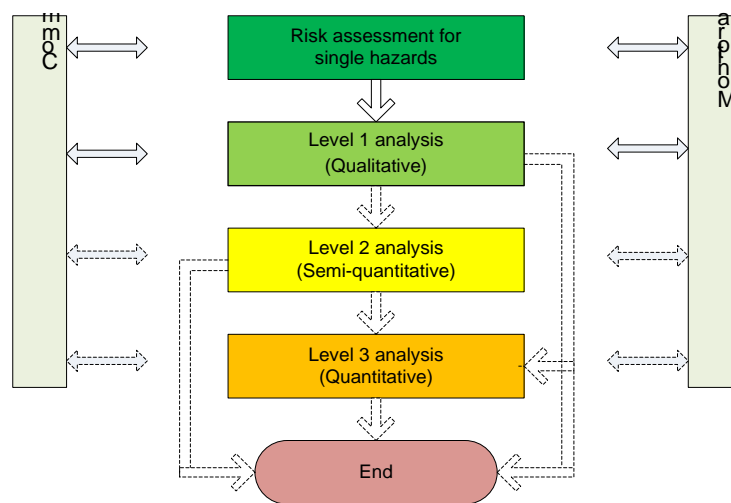 Risk assessment for
single hazards
Level 1 analysis
(Qualitative)
Level 2 analysis
(Semi-quantitative)
Level 3 analysis
(Quantitative)
End